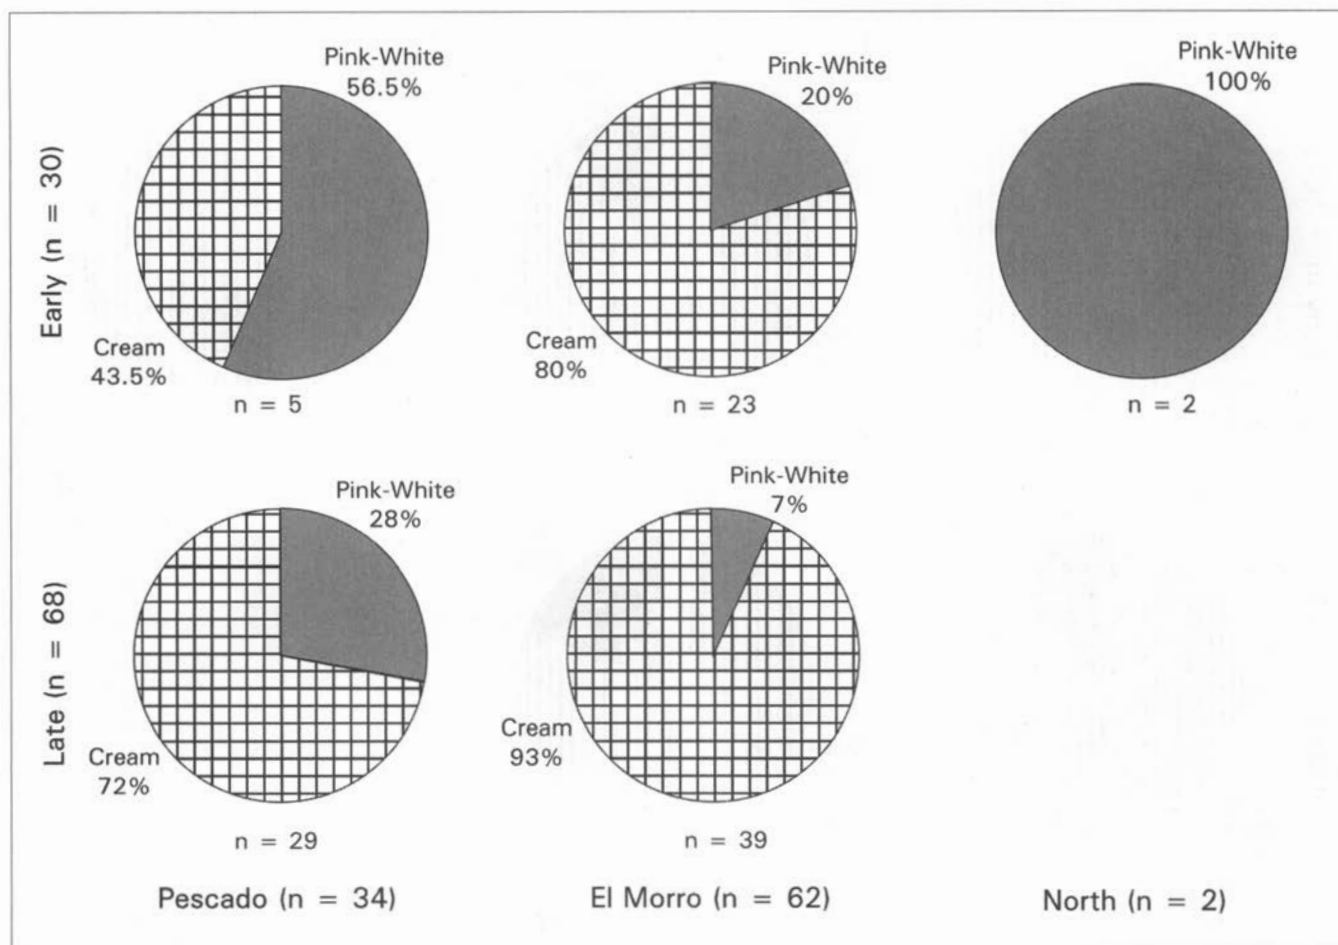 Pink-White
56.5%
Pink-White
20%
Pink-White
100%
Early (n = 30)
Cream
43.5%
Cream
80%
n = 5
n = 23
n = 2
Pink-White
28%
Pink-White
7%
Late (n = 68)
Cream
72%
Cream
93%
n = 29
n = 39
Pescado (n = 34)
El Morro (n = 62)
North (n = 2)